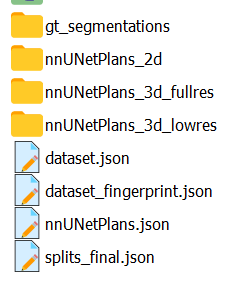 gt_segmentations
nnUNetPlans_2d
nnUNetPlans_3d_fullres
nnUNetPlans_3d_lowres
dataset.json
dataset_fingerprint.json
nnUNetPlans.json
splits_final.json